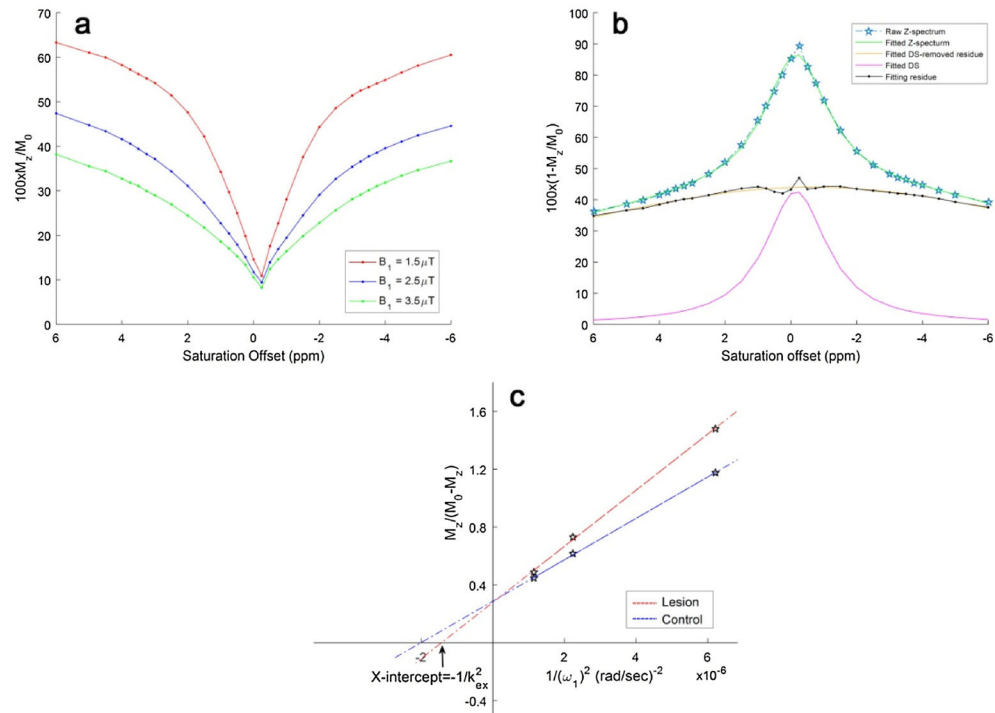 a
70
60
50
40
30
20
10
0
100xM_z/M_0
6
4
2
0
-2
-4
-6
Saturation Offset (ppm)
B_1 = 1.5μT
B_1 = 2.5μT
B_1 = 3.5μT
b
100
90
80
70
60
50
40
30
20
10
0
100x(1-M_z/M_0)
6
4
2
0
-2
-4
-6
Saturation offset (ppm)
Raw Z-spectrum
Fitted Z-specturm
Fitted DS-removed residue
Fitted DS
Fitting residue
c
1.6
1.2
0.8
0.4
-0.4
M_z/(M_0-M_z)
-2
2
4
6
X-intercept=-1/k_ex^2
1/(ω_1)^2 (rad/sec)^-2
x10^-6
Lesion
Control